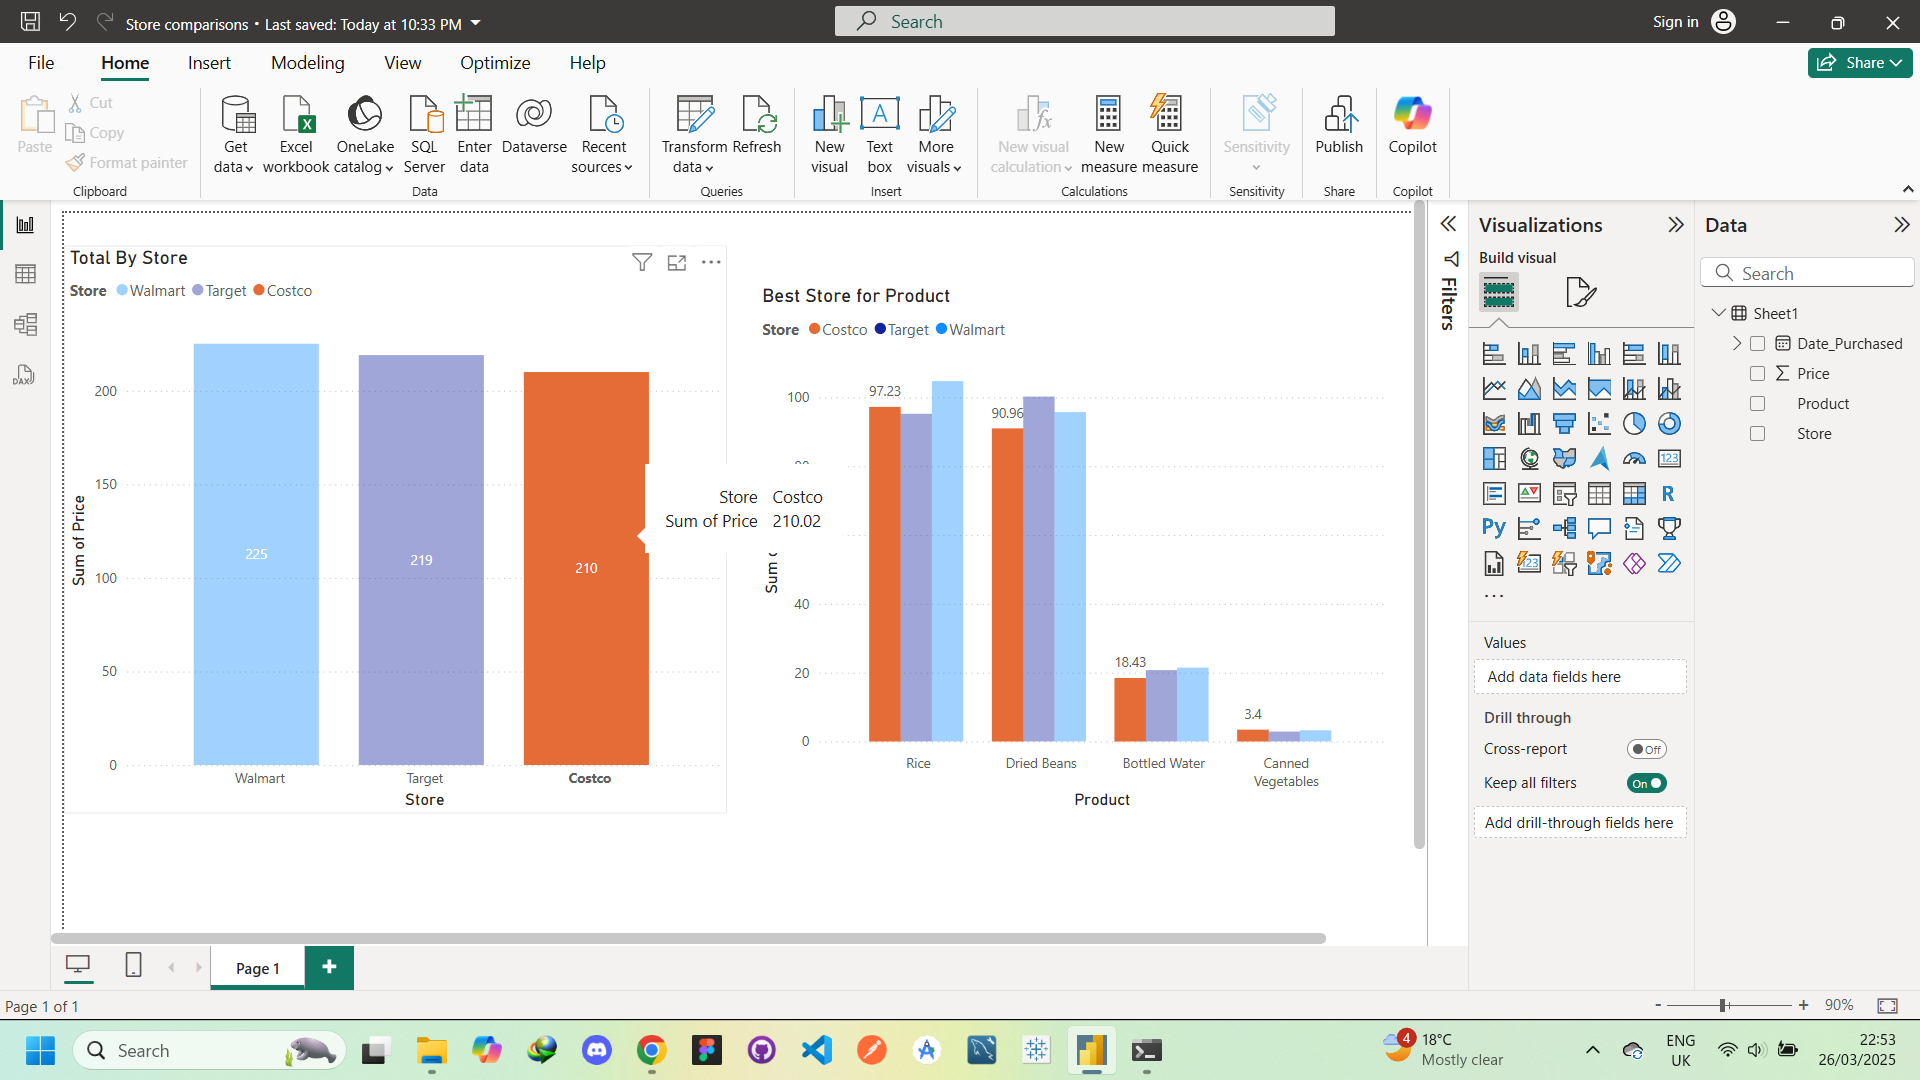 Store comparisons • Last saved: Today at 10:33 PM
Search
Sign in
File Home Insert Modeling View Optimize Help
Share
Paste
Cut
Copy
Format painter
Clipboard
Get data
Excel workbook
OneLake catalog
SQL Server
Enter data
Dataverse
Recent sources
Data
Transform data
Refresh
Queries
New visual
Text box
More visuals
Insert
New visual calculation
New measure
Quick measure
Calculations
Sensitivity
Sensitivity
Publish
Share
Copilot
Copilot
DAX
Total By Store
Store Walmart Target Costco
Sum of Price
200
150
100
50
0
225
219
210
Walmart Target Costco
Store
Store Costco
Sum of Price 210.02
Best Store for Product
Store Costco Target Walmart
Sum
100
40
20
0
97.23
90.96
18.43
3.4
Rice
Dried Beans
Bottled Water
Canned Vegetables
Product
Filters
Visualizations
Build visual
123
R
Py
123
Values
Add data fields here
Drill through
Cross-report Off
Keep all filters On
Add drill-through fields here
Data
Search
Sheet1
Date_Purchased
Price
Product
Store
Page 1
Page 1 of 1
- + 90%
Search
4
18°C
Mostly clear
ENG
UK
22:53
26/03/2025